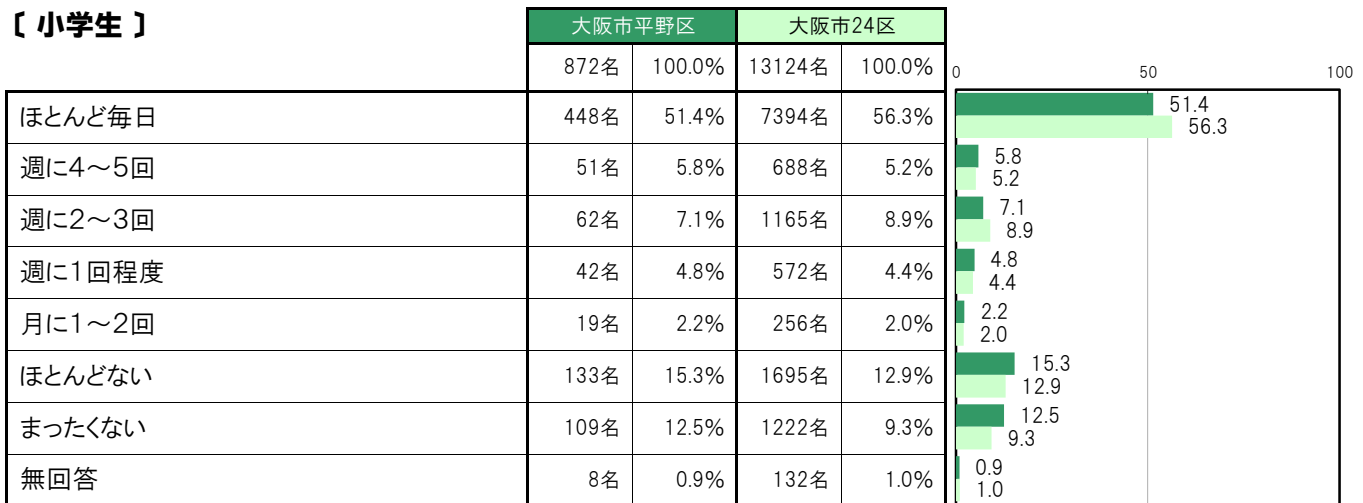 〔 小学生 〕
大阪市平野区 大阪市24区
872名 100.0% 13124名 100.0% 0 50 100
ほとんど毎日 448名 51.4% 7394名 56.3% 51.4
56.3
週に4～5回 51名 5.8% 688名 5.2% 5.8
5.2
週に2～3回 62名 7.1% 1165名 8.9% 7.1
8.9
週に1回程度 42名 4.8% 572名 4.4% 4.8
4.4
月に1～2回 19名 2.2% 256名 2.0% 2.2
2.0
ほとんどない 133名 15.3% 1695名 12.9% 15.3
12.9
まったくない 109名 12.5% 1222名 9.3% 12.5
9.3
無回答 8名 0.9% 132名 1.0% 0.9
1.0